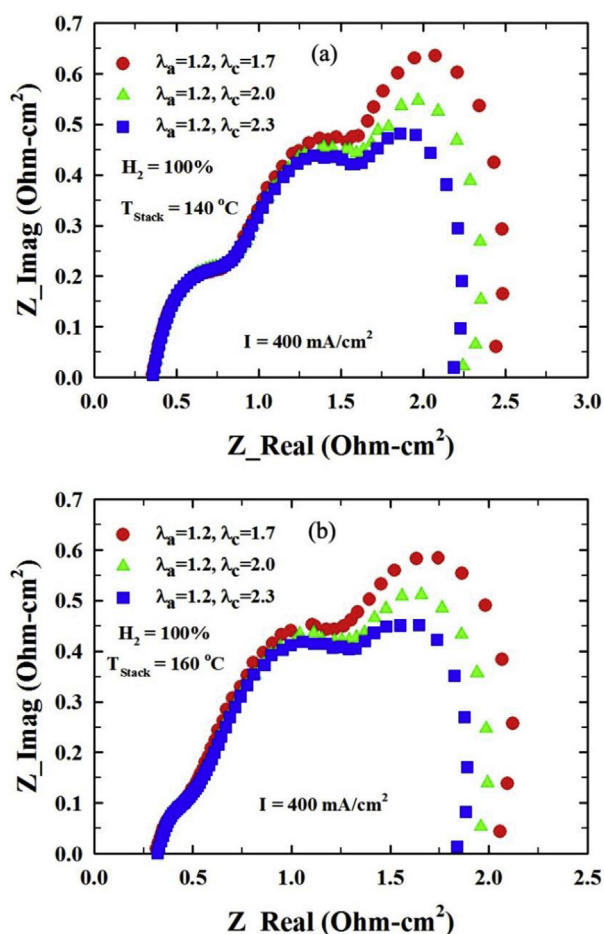 0.7
0.6
0.5
0.4
0.3
0.2
0.1
0.0
Z_Imag (Ohm-cm²)
(a)
λa=1.2, λc=1.7
λa=1.2, λc=2.0
λa=1.2, λc=2.3
H₂ = 100%
TStack = 140 °C
I = 400 mA/cm²
0.0 0.5 1.0 1.5 2.0 2.5 3.0
Z_Real (Ohm-cm²)
0.7
0.6
0.5
0.4
0.3
0.2
0.1
0.0
Z_Imag (Ohm-cm²)
(b)
λa=1.2, λc=1.7
λa=1.2, λc=2.0
λa=1.2, λc=2.3
H₂ = 100%
TStack = 160 °C
I = 400 mA/cm²
0.0 0.5 1.0 1.5 2.0 2.5
Z_Real (Ohm-cm²)